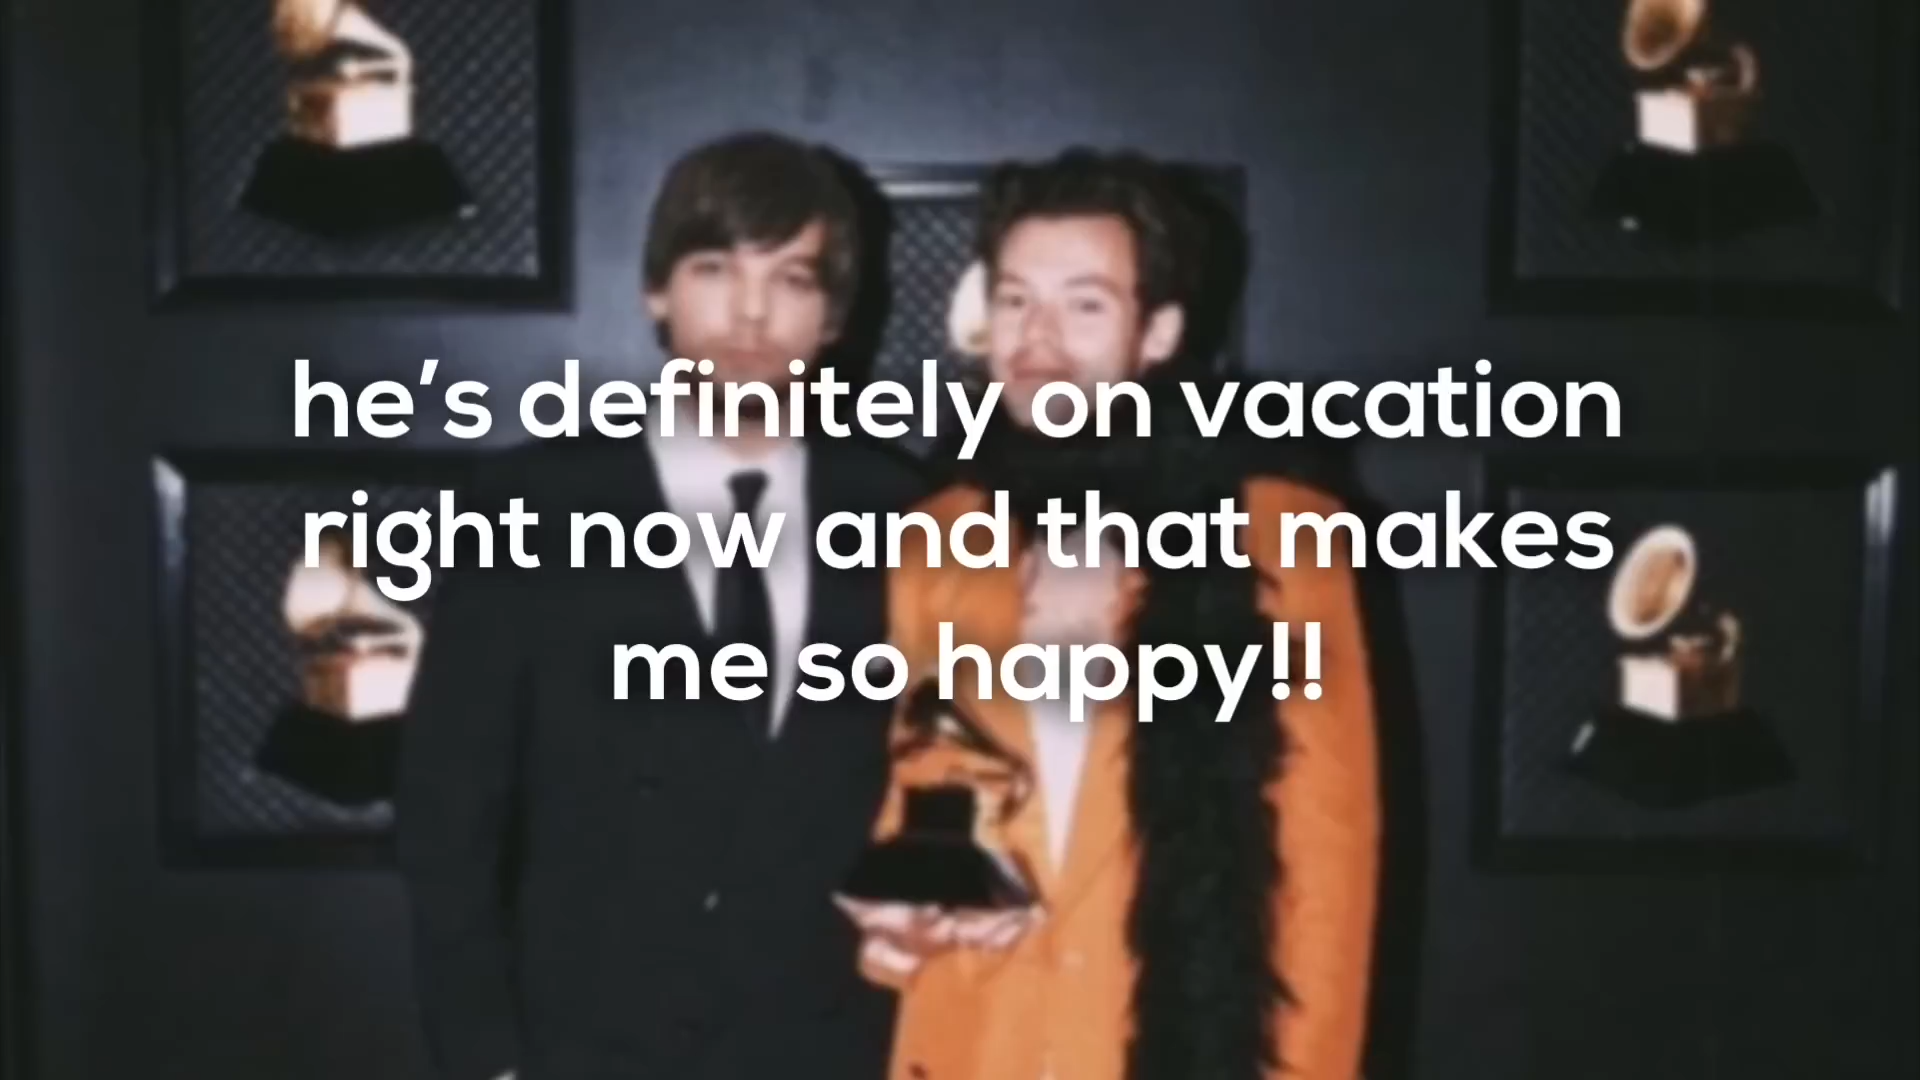 he’s definitely on vacation
right now and that makes
me so happy!!